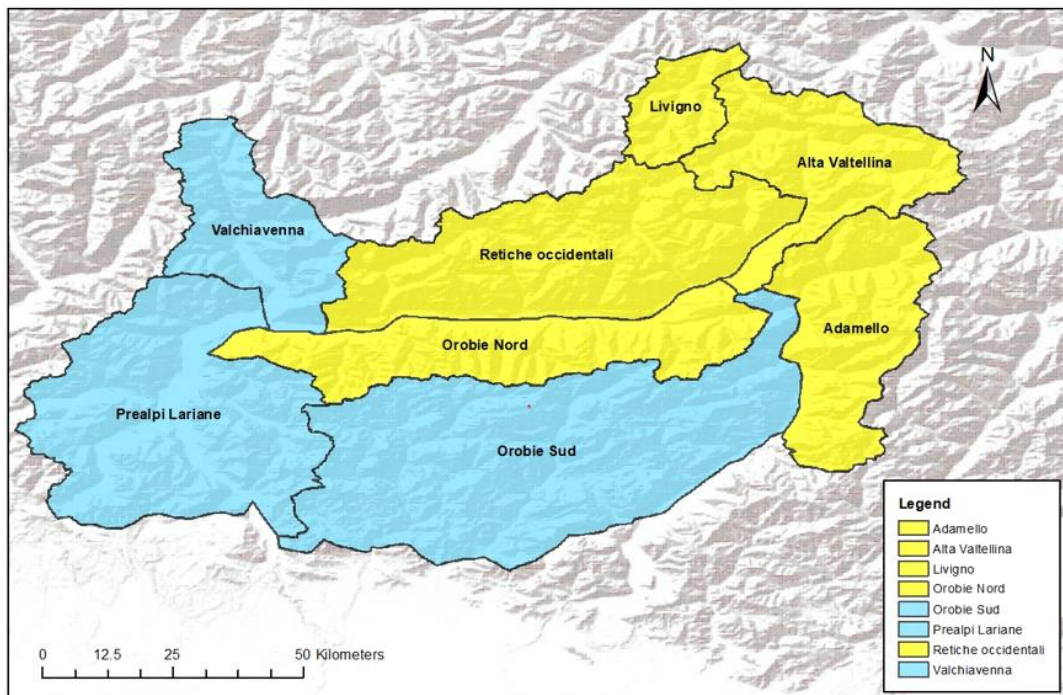 N
Livigno
Alta Valtellina
Valchiavenna
Retiche occidentali
Adamello
Orobie Nord
Prealpi Lariane
Orobie Sud
Legend
Adamello
Alta Valtellina
Livigno
Orobie Nord
Orobie Sud
Prealpi Lariane
Retiche occidentali
Valchiavenna
0 12.5 25 50 Kilometers